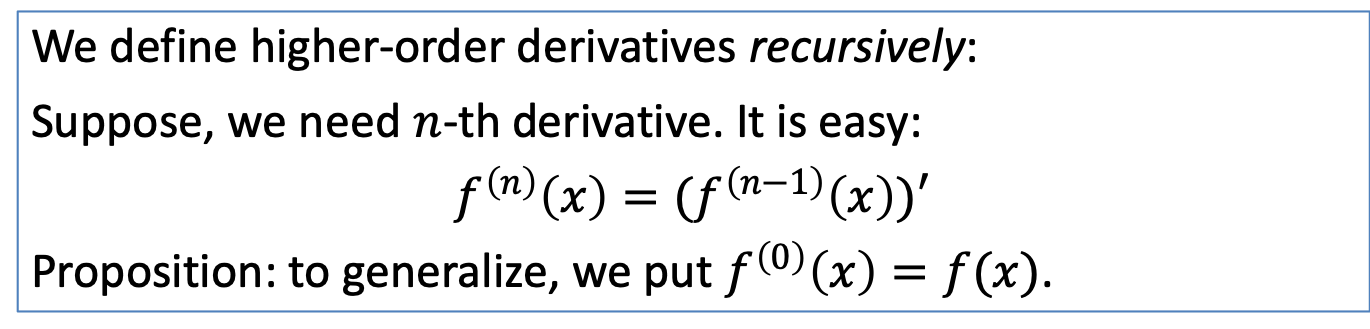 We define higher-order derivatives recursively:
Suppose, we need n-th derivative. It is easy:
f⁽ⁿ⁾(x) = (f⁽ⁿ⁻¹⁾(x))′
Proposition: to generalize, we put f⁽⁰⁾(x) = f(x).